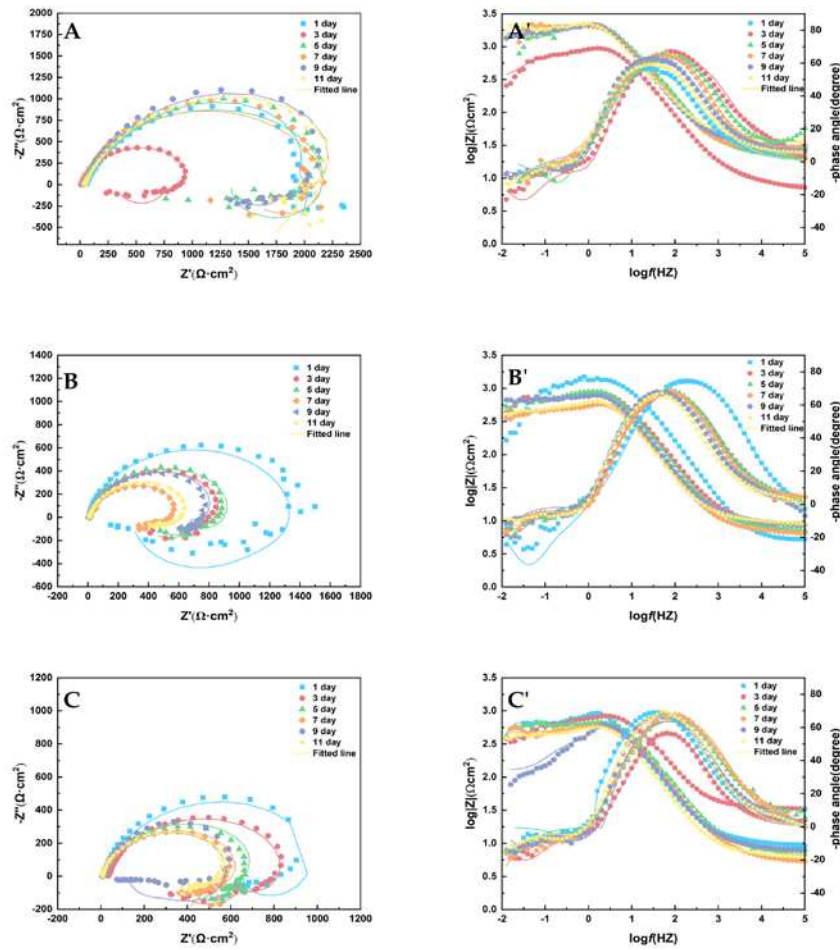 A
2000
1750
1500
1250
1000
750
500
250
0
-250
-500
-Z''(Ω·cm²)
0 250 500 750 1000 1250 1500 1750 2000 2250 2500
Z'(Ω·cm²)
1 day
3 day
5 day
7 day
9 day
11 day
Fitted line
A'
3.5
3.0
2.5
2.0
1.5
1.0
0.5
0.0
log|Z|(Ωcm²)
-2 -1 0 1 2 3 4 5
logf(HZ)
80
60
40
20
0
-20
-40
-phase angle(degree)
1 day
3 day
5 day
7 day
9 day
11 day
Fitted line
B
1400
1200
1000
800
600
400
200
0
-200
-400
-600
-Z''(Ω·cm²)
-200 0 200 400 600 800 1000 1200 1400 1600 1800
Z'(Ω·cm²)
1 day
3 day
5 day
7 day
9 day
11 day
Fitted line
B'
3.5
3.0
2.5
2.0
1.5
1.0
0.5
0.0
log|Z|(Ωcm²)
-2 -1 0 1 2 3 4 5
logf(HZ)
80
60
40
20
0
-20
-40
-phase angle(degree)
1 day
3 day
5 day
7 day
9 day
11 day
Fitted line
C
1200
1000
800
600
400
200
0
-200
-Z''(Ω·cm²)
0 200 400 600 800 1000 1200
Z'(Ω·cm²)
1 day
3 day
5 day
7 day
9 day
11 day
Fitted line
C'
3.5
3.0
2.5
2.0
1.5
1.0
0.5
0.0
log|Z|(Ωcm²)
-2 -1 0 1 2 3 4 5
logf(HZ)
80
60
40
20
0
-20
-phase angle(degree)
1 day
3 day
5 day
7 day
9 day
11 day
Fitted line